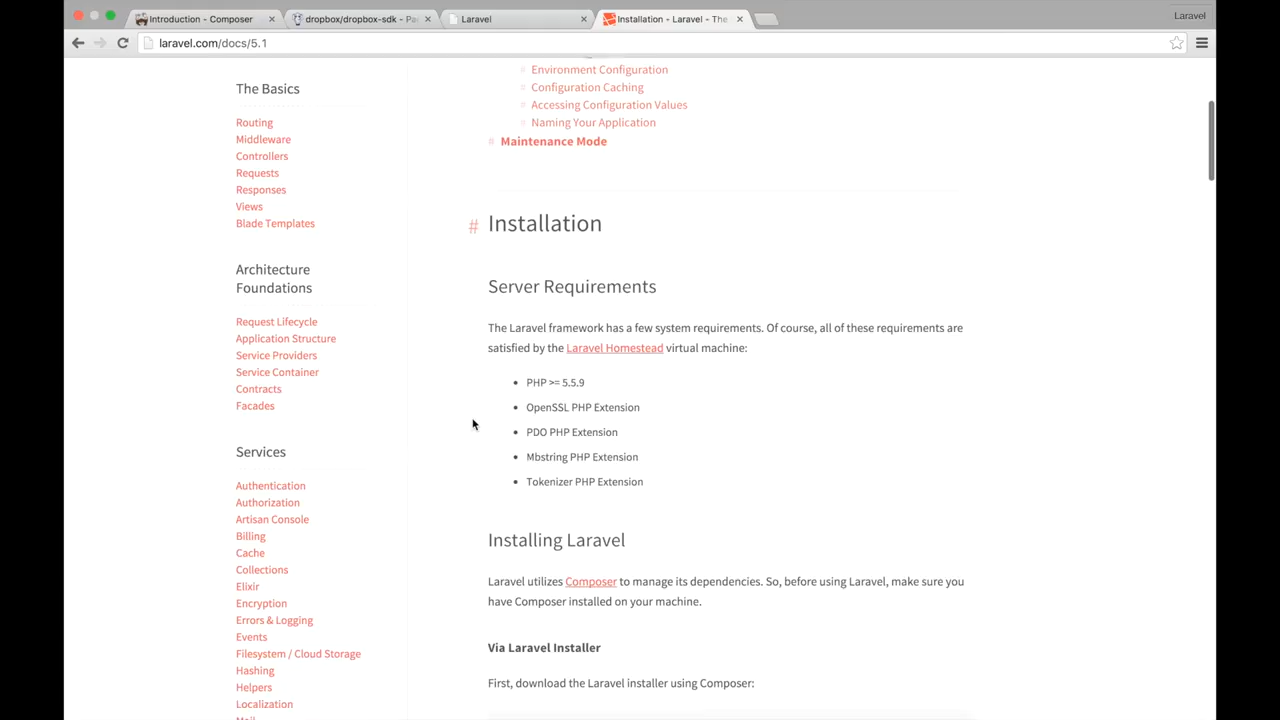 Introduction - Composer
dropbox/dropbox-sdk - Pac
Laravel
Installation - Laravel - The
Laravel
laravel.com/docs/5.1
The Basics
Routing
Middleware
Controllers
Requests
Responses
Views
Blade Templates
Architecture
Foundations
Request Lifecycle
Application Structure
Service Providers
Service Container
Contracts
Facades
Services
Authentication
Authorization
Artisan Console
Billing
Cache
Collections
Elixir
Encryption
Errors & Logging
Events
Filesystem / Cloud Storage
Hashing
Helpers
Localization
Mail
# Environment Configuration
# Configuration Caching
# Accessing Configuration Values
# Naming Your Application
# Maintenance Mode
# Installation
Server Requirements
The Laravel framework has a few system requirements. Of course, all of these requirements are
satisfied by the Laravel Homestead virtual machine:
• PHP >= 5.5.9
• OpenSSL PHP Extension
• PDO PHP Extension
• Mbstring PHP Extension
• Tokenizer PHP Extension
Installing Laravel
Laravel utilizes Composer to manage its dependencies. So, before using Laravel, make sure you
have Composer installed on your machine.
Via Laravel Installer
First, download the Laravel installer using Composer: